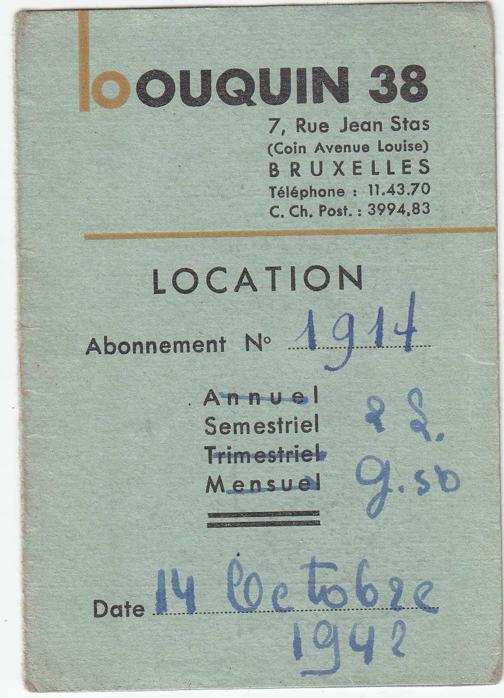 bOUQUIN 38
7, Rue Jean Stas
(Coin Avenue Louise)
BRUXELLES
Téléphone : 11.43.70
C. Ch. Post. : 3994,83
LOCATION
Abonnement Nº 1914
Annuel
Semestriel
Trimestriel
Mensuel
9.50
Date 14 Octobre
1942